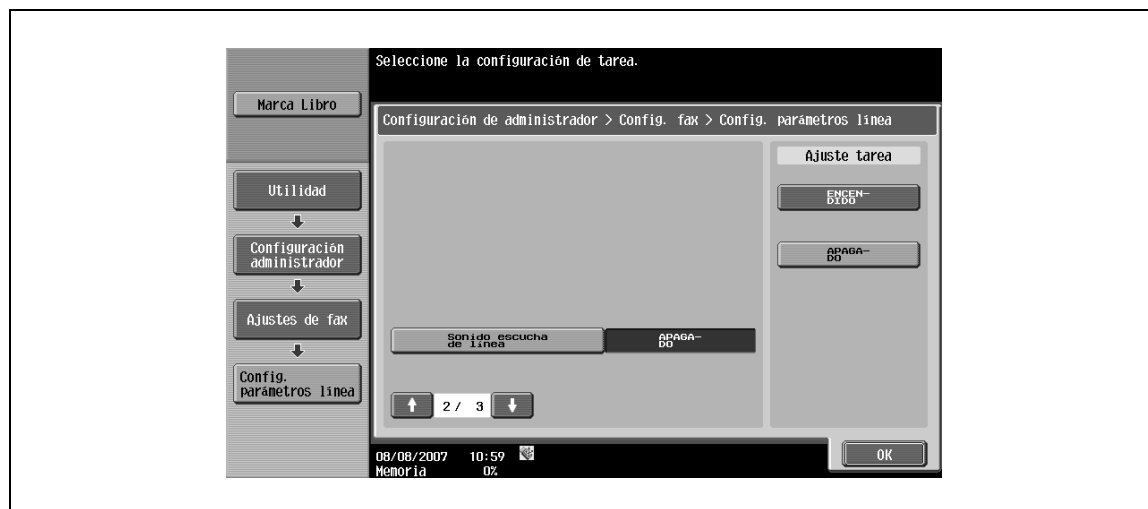 Seleccione la configuración de tarea.
Marca Libro
Configuración de administrador > Config. fax > Config. parámetros línea
Utilidad
Configuración
administrador
Ajustes de fax
Config.
parámetros línea
Sonido escucha
de línea
APAGA-
DO
2/ 3
Ajuste tarea
ENCEN-
DIDO
APAGA-
DO
08/08/2007 10:59
Memoria 0%
OK